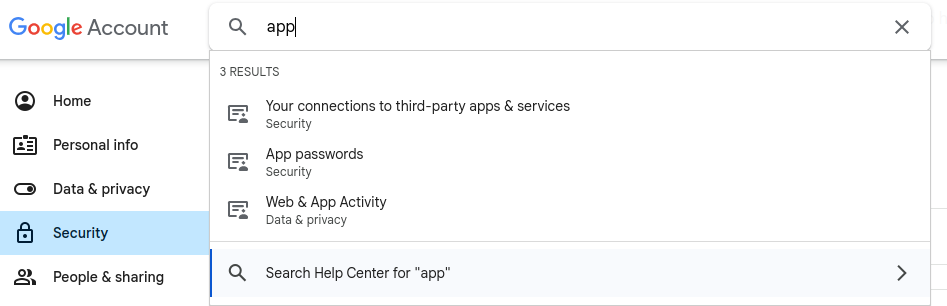 Google Account
app
3 RESULTS
Your connections to third-party apps & services
Security
App passwords
Security
Web & App Activity
Data & privacy
Search Help Center for "app"
Home
Personal info
Data & privacy
Security
People & sharing